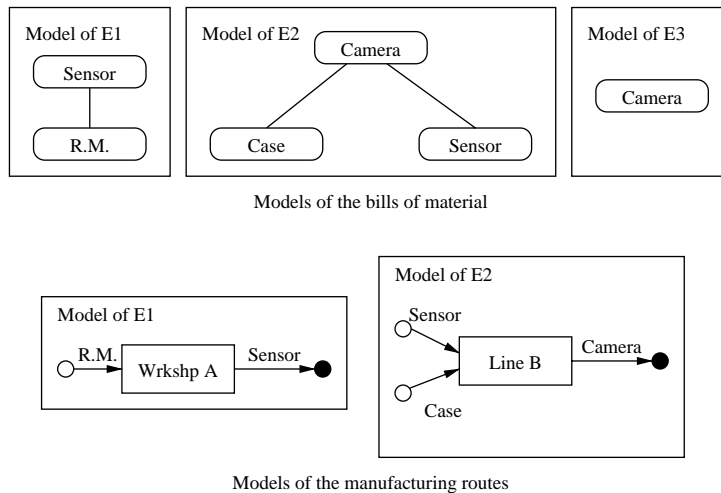 Model of E1
Sensor
R.M.
Model of E2
Camera
Case
Sensor
Model of E3
Camera
Models of the bills of material
Model of E1
R.M.
Wrkshp A
Sensor
Model of E2
Sensor
Case
Line B
Camera
Models of the manufacturing routes